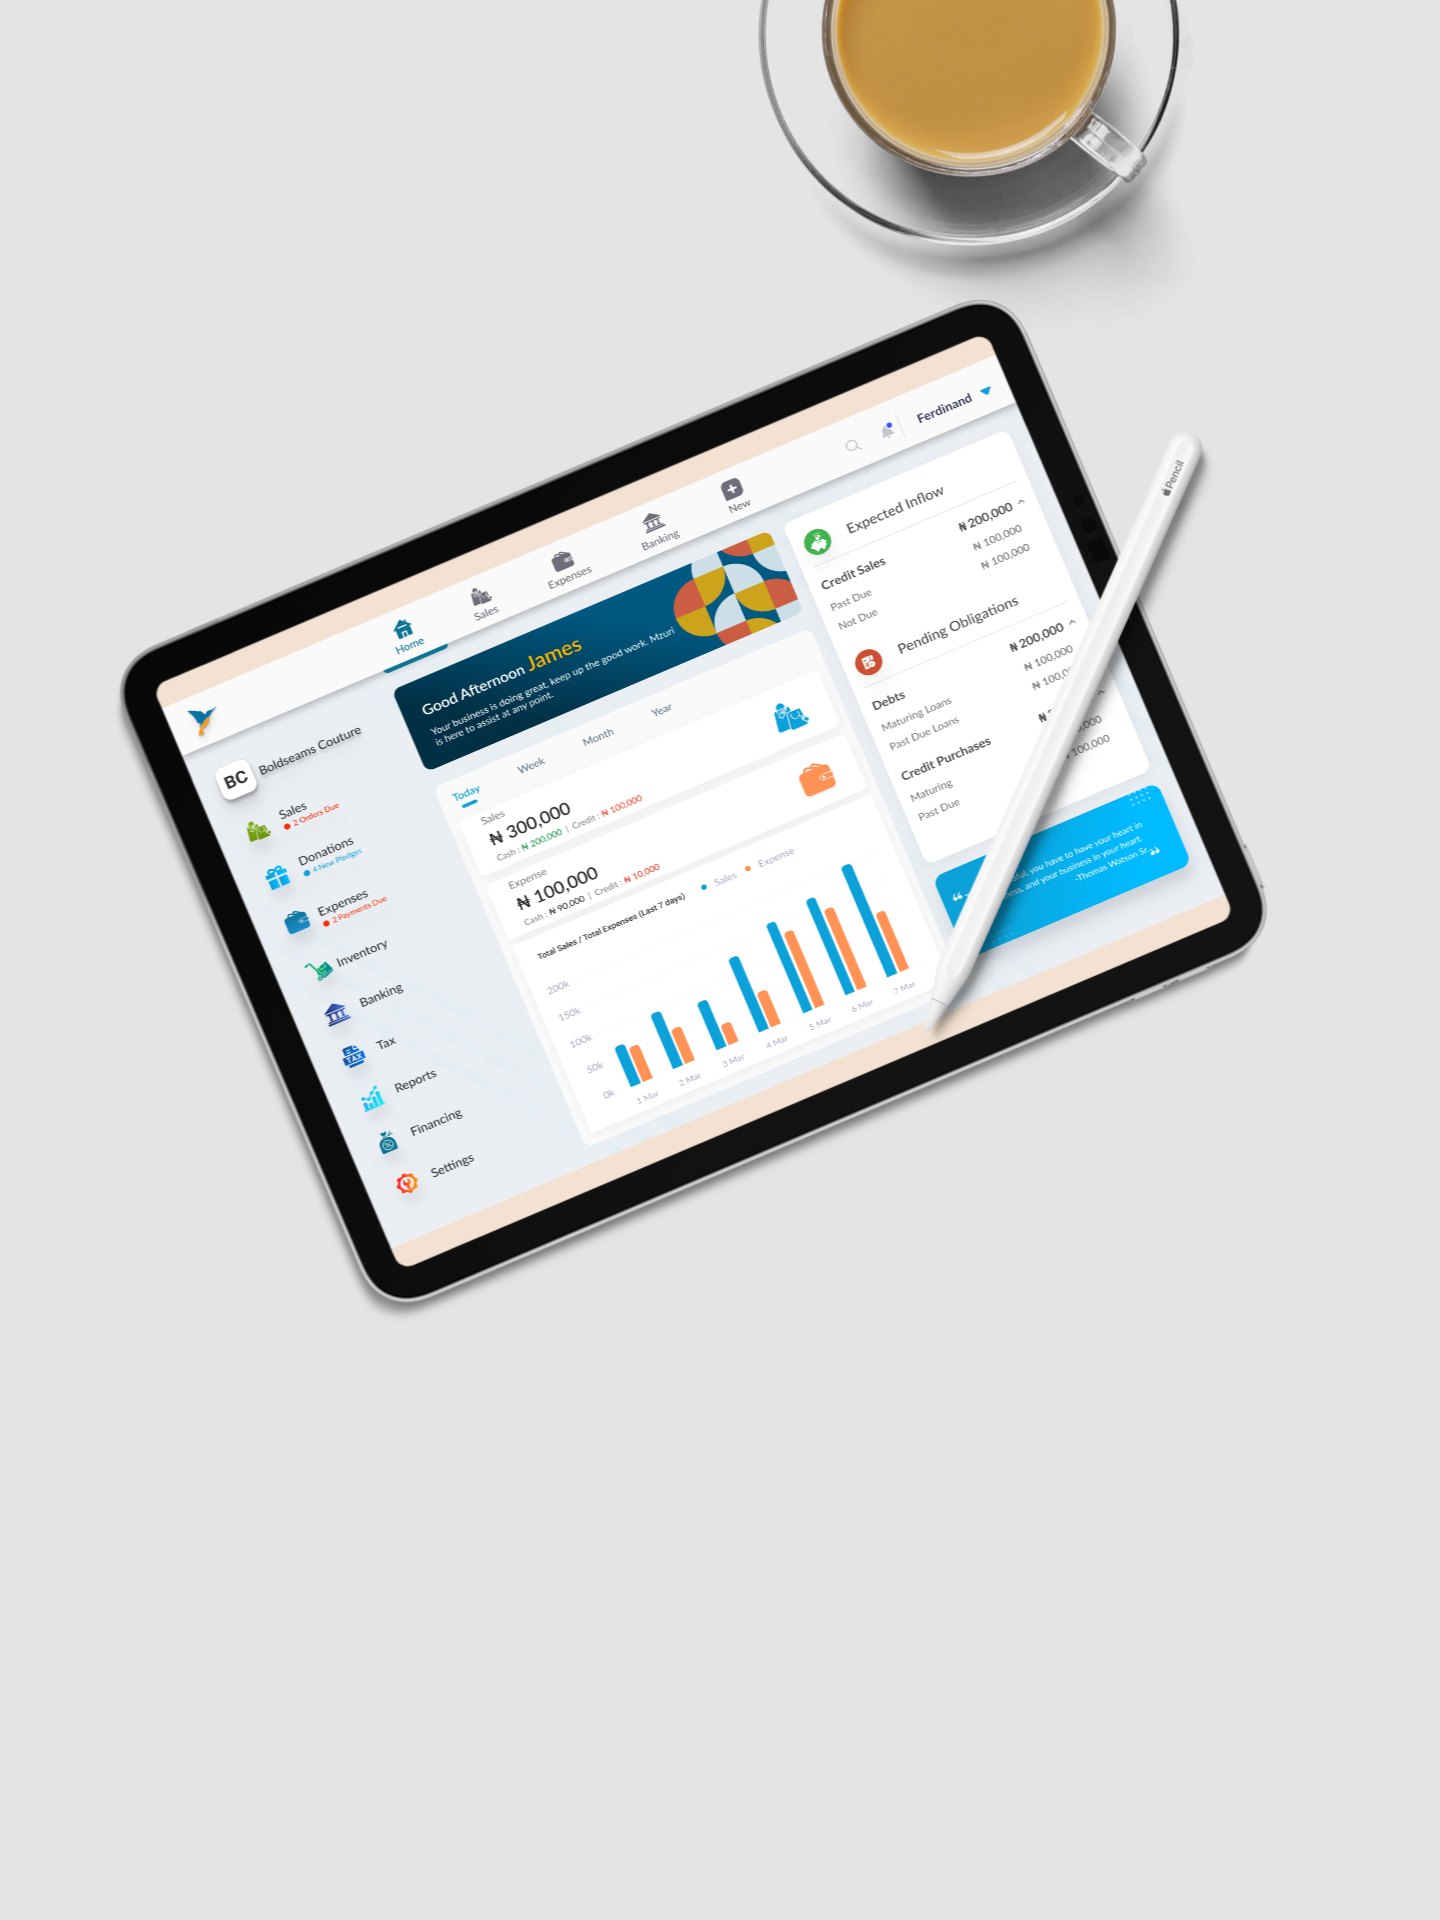 Ferdinand
New
Banking
Expenses
Sales
Home
BC Boldseams Couture
Sales
2 Orders Due
Donations
4 New Pledges
Expenses
2 Payments Due
Inventory
Banking
Tax
TAX
Reports
Financing
Settings
Good Afternoon James
Your business is doing great, keep up the good work. Mzuri
is here to assist at any point.
Today Week Month Year
Sales
₦ 300,000
Cash : ₦ 200,000 | Credit : ₦ 100,000
Expense
₦ 100,000
Cash : ₦ 90,000 | Credit : ₦ 10,000
Total Sales / Total Expenses (Last 7 days) Sales Expense
200k
150k
100k
50k
0k
1 Mar 2 Mar 3 Mar 4 Mar 5 Mar 6 Mar 7 Mar
Expected Inflow
Credit Sales ₦ 200,000
Past Due ₦ 100,000
Not Due ₦ 100,000
Pending Obligations
Debts ₦ 200,000
Maturing Loans ₦ 100,000
Past Due Loans ₦ 100,0
Credit Purchases ₦
Maturing 000
Past Due 100,000
you have to have your heart in
and your business in your heart.
-Thomas Watson Sr.
Pencil